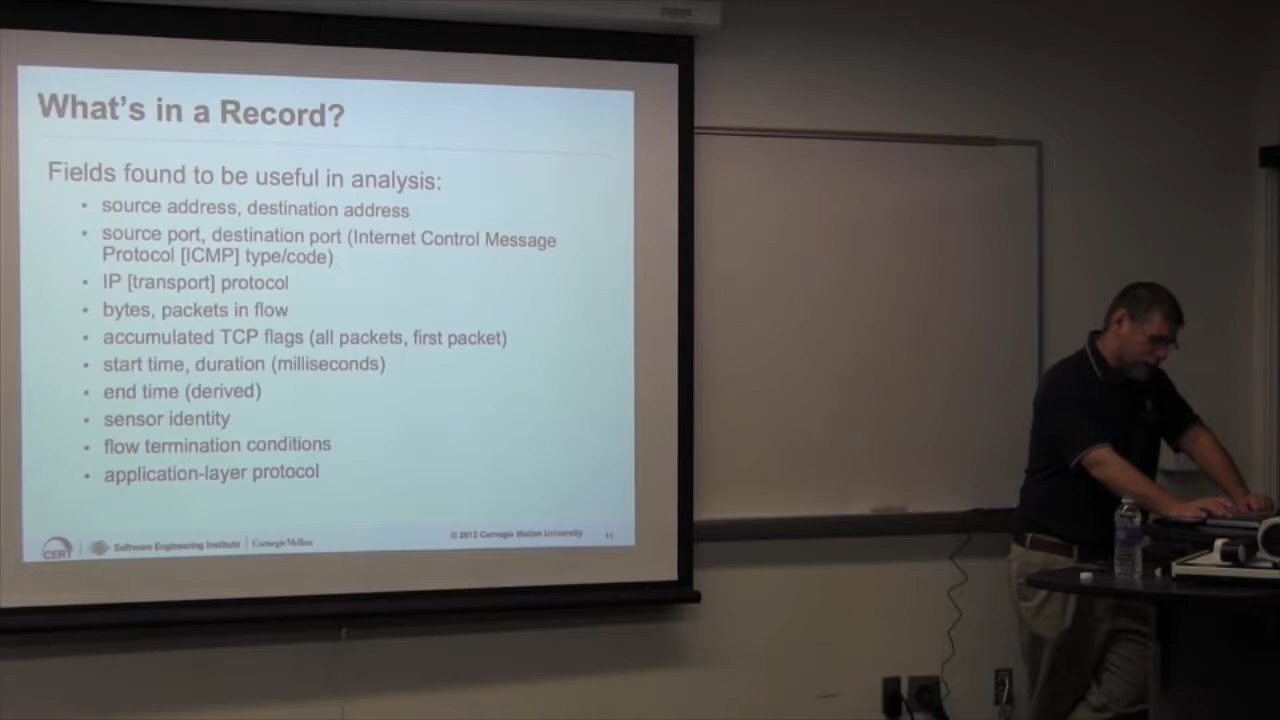 What's in a Record?
Fields found to be useful in analysis:
• source address, destination address
• source port, destination port (Internet Control Message
Protocol [ICMP] type/code)
• IP [transport] protocol
• bytes, packets in flow
• accumulated TCP flags (all packets, first packet)
• start time, duration (milliseconds)
• end time (derived)
• sensor identity
• flow termination conditions
• application-layer protocol
CERT | Software Engineering Institute | Carnegie Mellon
© 2012 Carnegie Mellon University
11